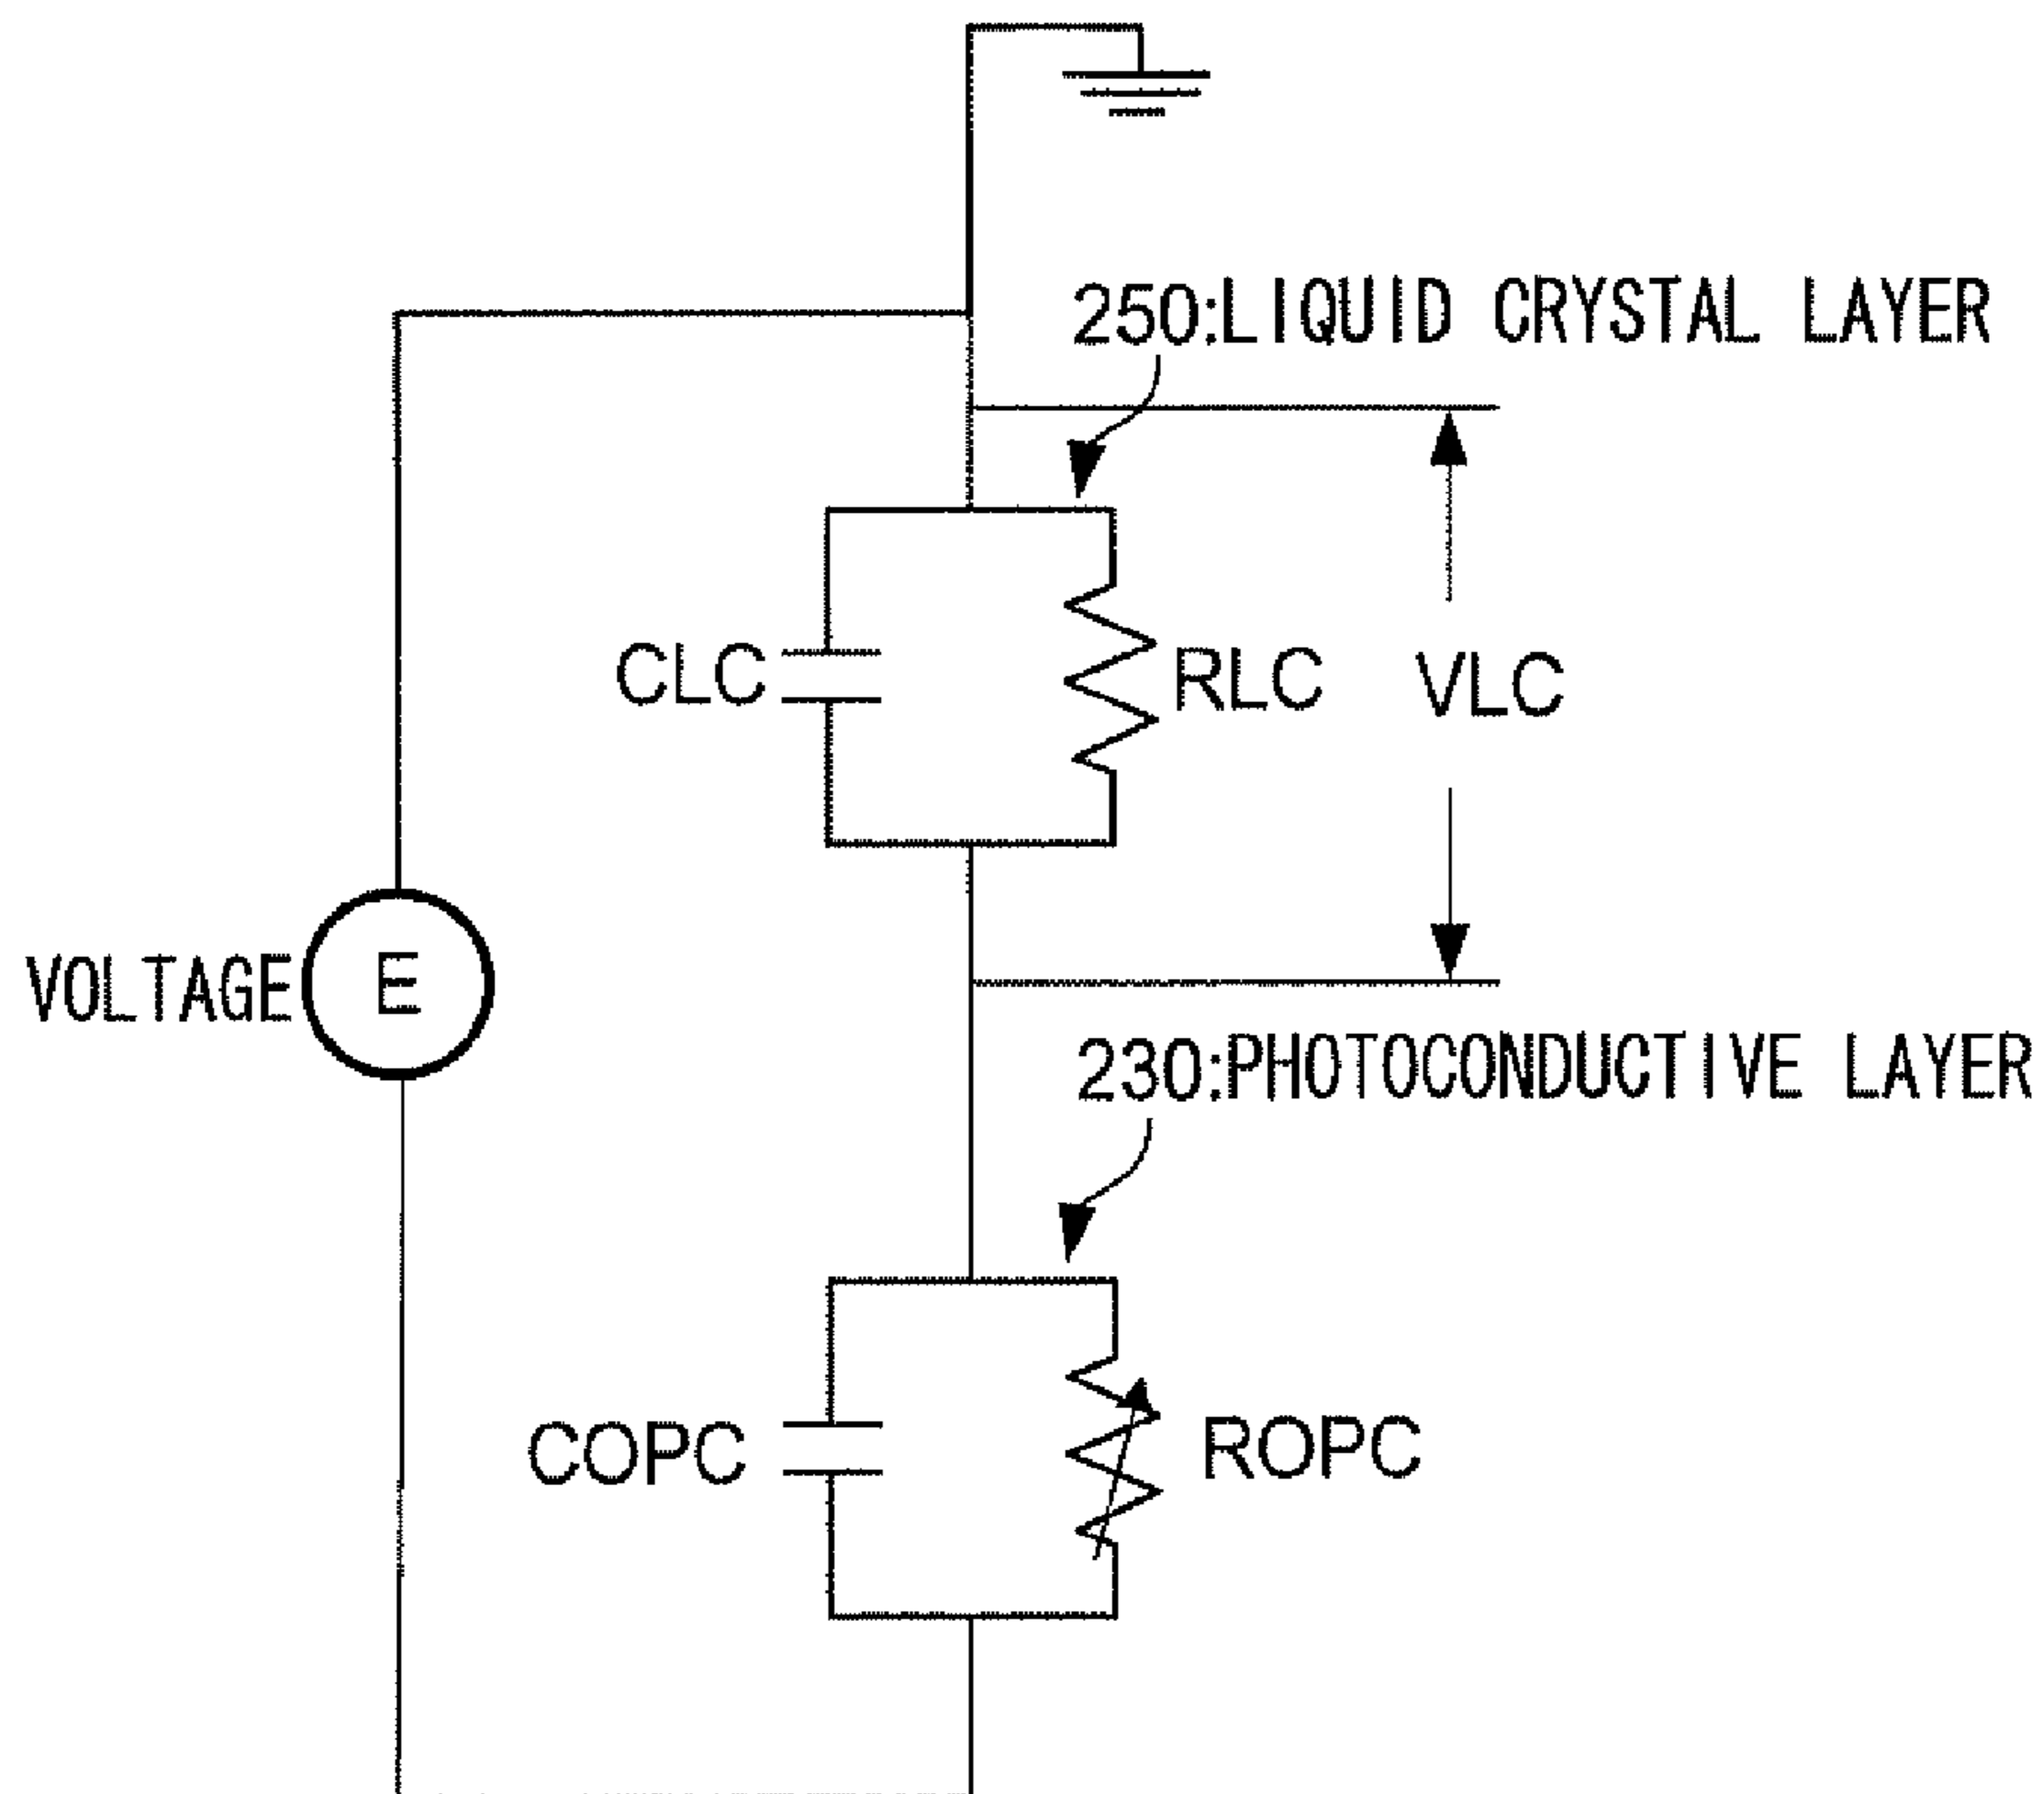 250:LIQUID CRYSTAL LAYER
CLC
RLC
VLC
VOLTAGE
E
230:PHOTOCONDUCTIVE LAYER
COPC
ROPC